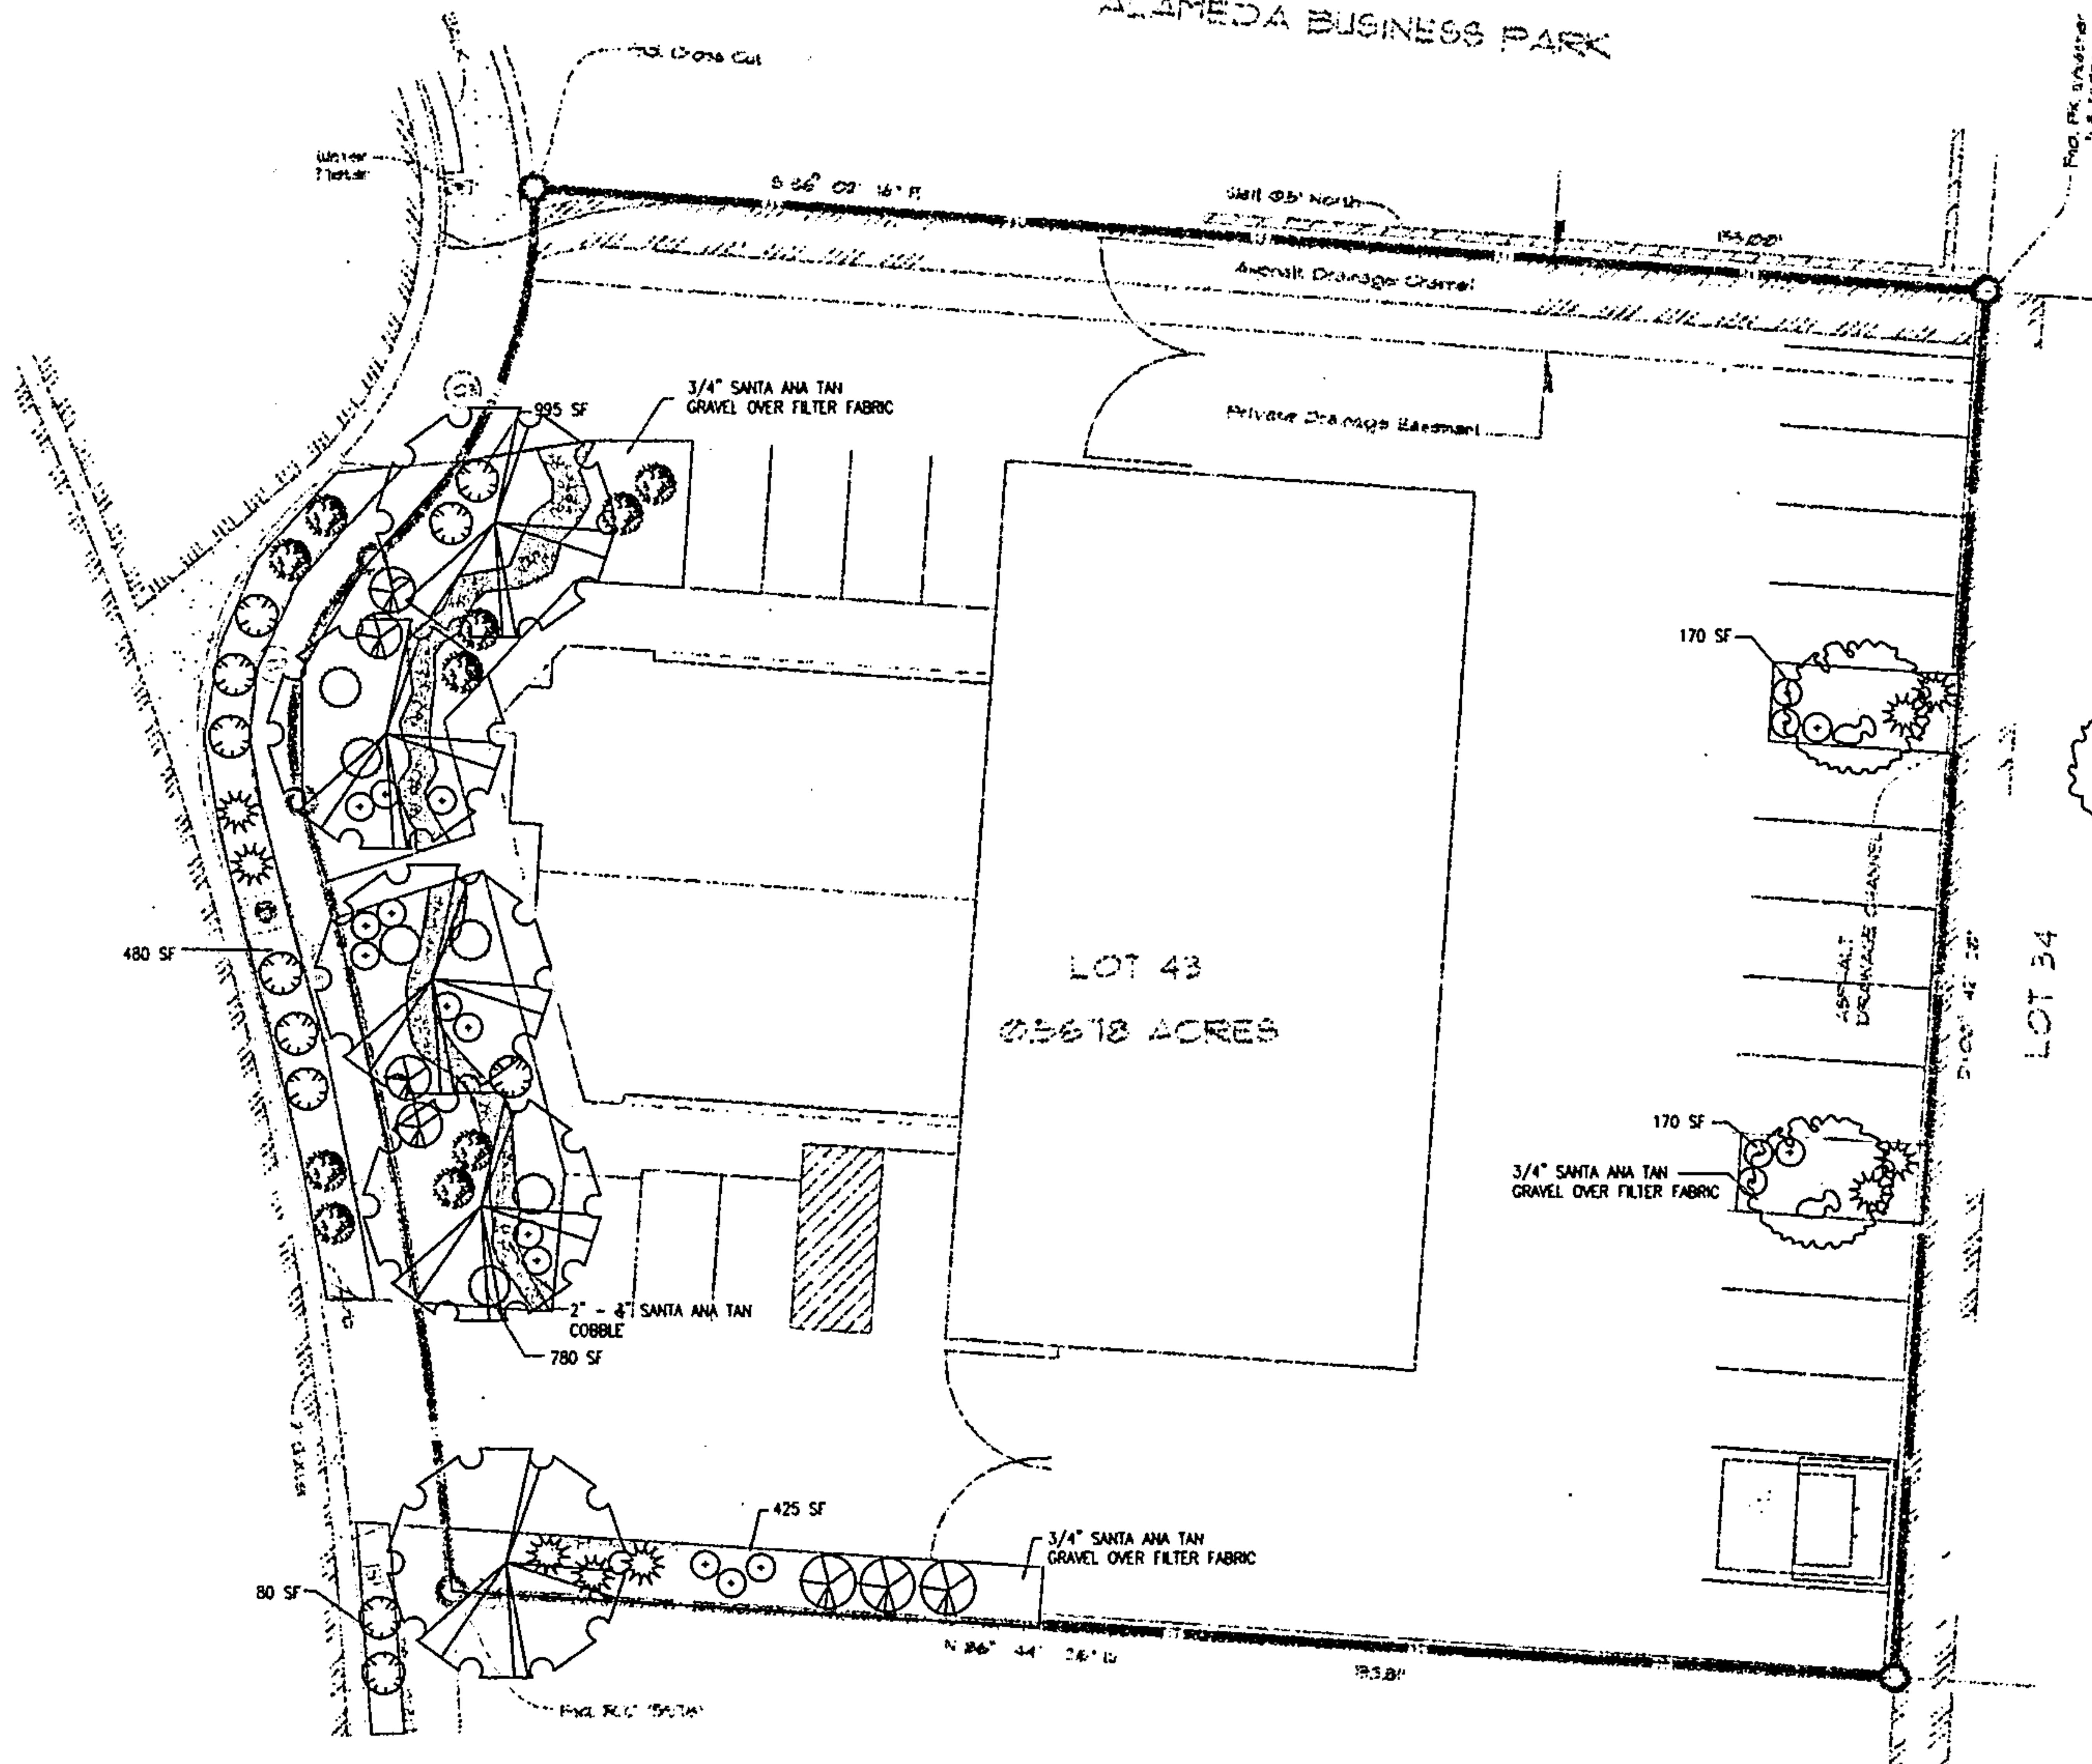 ALAMEDA BUSINESS PARK
Water
Meter
Wall 0.5' North
Asphalt Drainage Channel
995 SF
3/4" SANTA ANA TAN
GRAVEL OVER FILTER FABRIC
Private Drainage Easement
170 SF
480 SF
LOT 43
ACRES
ASPHALT
DRAINAGE CHANNEL
LOT 34
170 SF
3/4" SANTA ANA TAN
GRAVEL OVER FILTER FABRIC
SANTA ANA TAN
COBBLE
780 SF
425 SF
3/4" SANTA ANA TAN
GRAVEL OVER FILTER FABRIC
80 SF